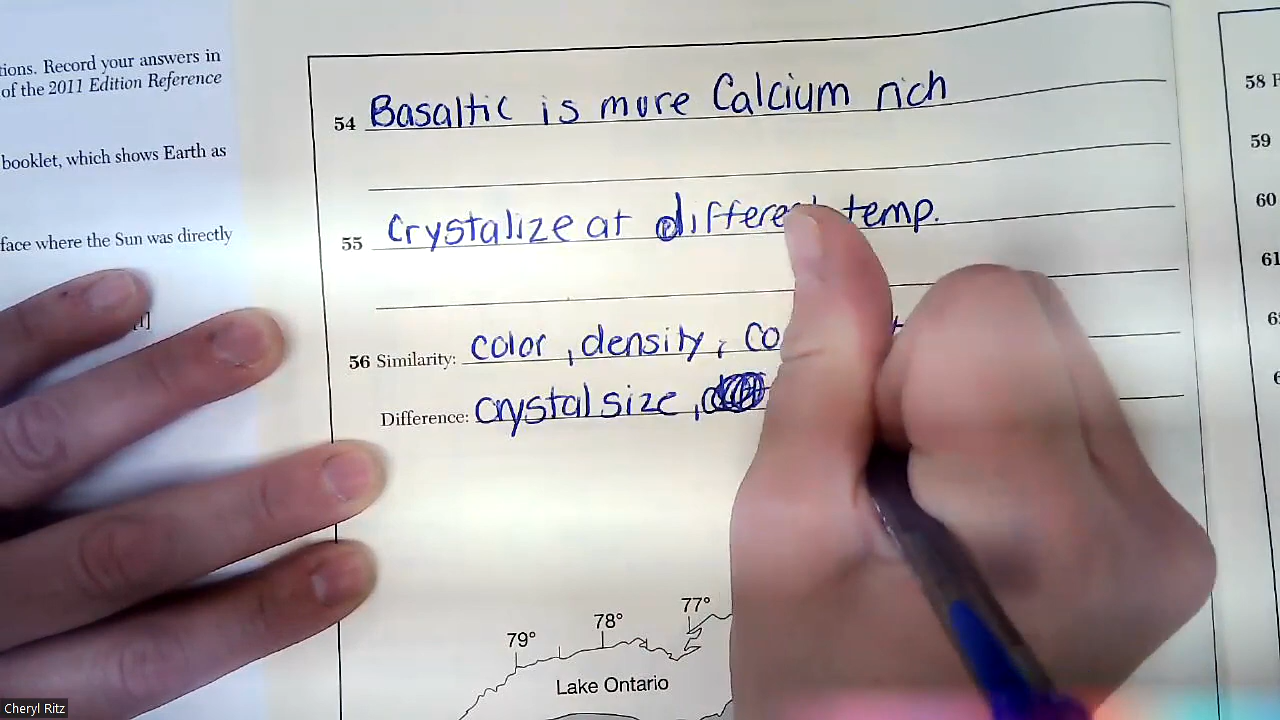 tions. Record your answers in
of the 2011 Edition Reference
booklet, which shows Earth as
face where the Sun was directly
54 Basaltic is more Calcium rich
55 Crystalize at different temp.
56 Similarity: color, density,
Difference: crystal size,
79° 78° 77°
Lake Ontario
58
59
60
61
Cheryl Ritz